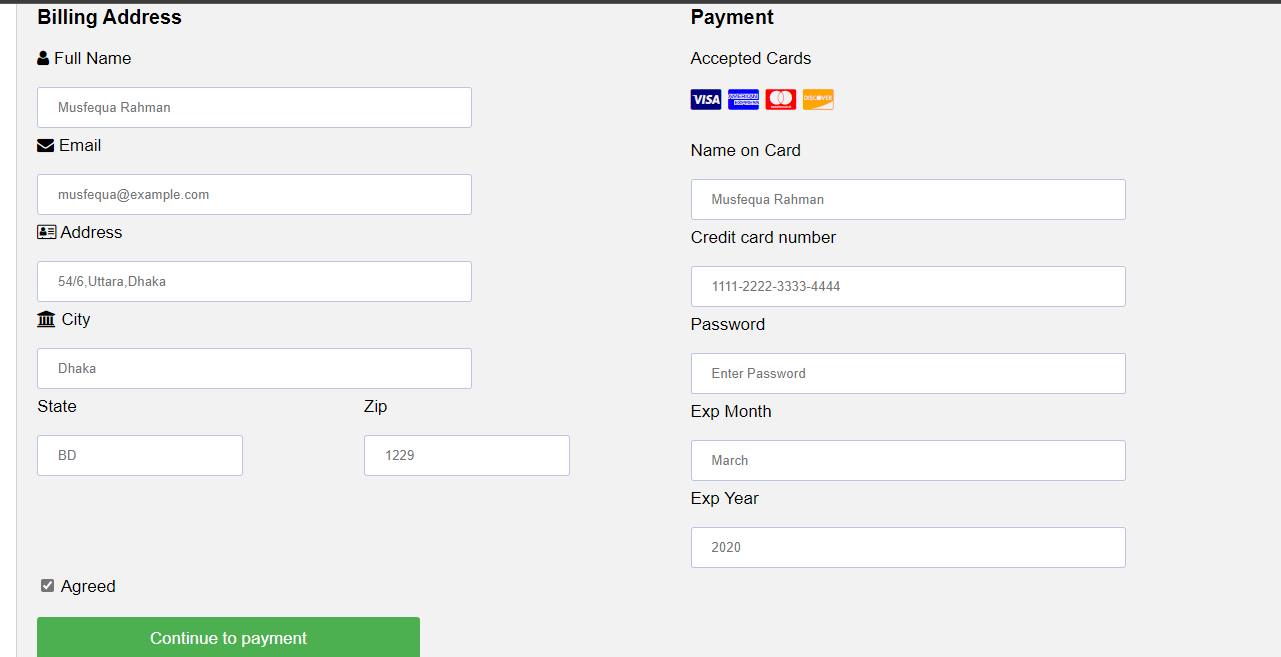 Billing Address
Full Name
Musfequa Rahman
Email
musfequa@example.com
Address
54/6,Uttara,Dhaka
City
Dhaka
State Zip
BD 1229
Agreed
Continue to payment
Payment
Accepted Cards
VISA AMERICAN EXPRESS DISCOVER
Name on Card
Musfequa Rahman
Credit card number
1111-2222-3333-4444
Password
Enter Password
Exp Month
March
Exp Year
2020